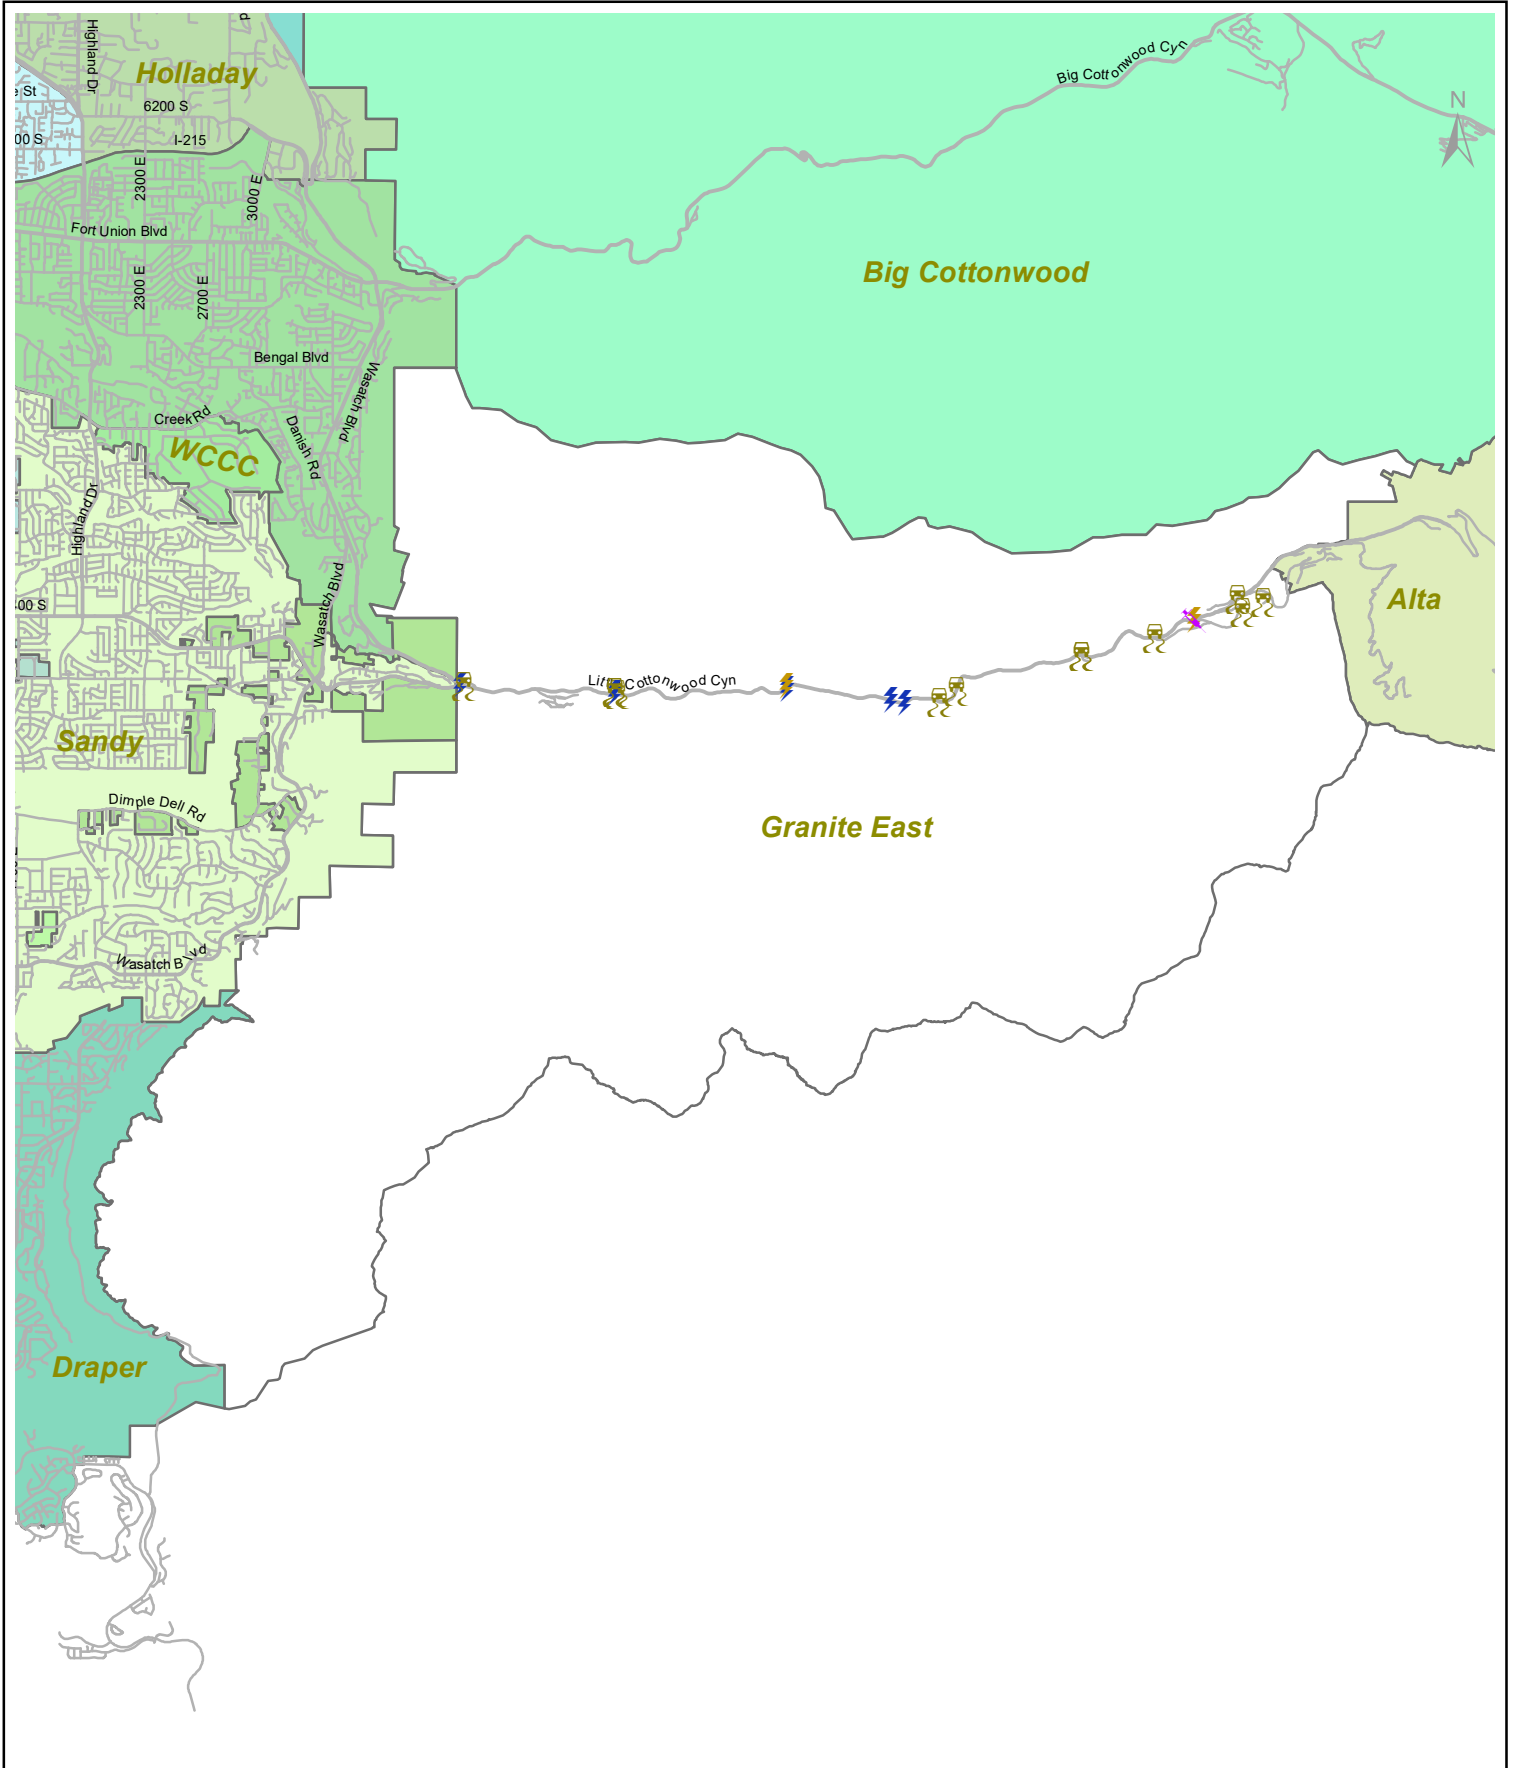 Highland Dr
Holladay
e St
6200 S
00 S
I-215
2300 E
3000 E
Fort Union Blvd
2300 E
2700 E
Bengal Blvd
Wasatch Blvd
Creek Rd
Danish Rd
WCCC
Highland Dr
Wasatch Blvd
00 S
Big Cottonwood Cyn
N
Big Cottonwood
Alta
Cottonwood Cyn
Sandy
Dimple Dell Rd
Granite East
Wasatch Blvd
Draper